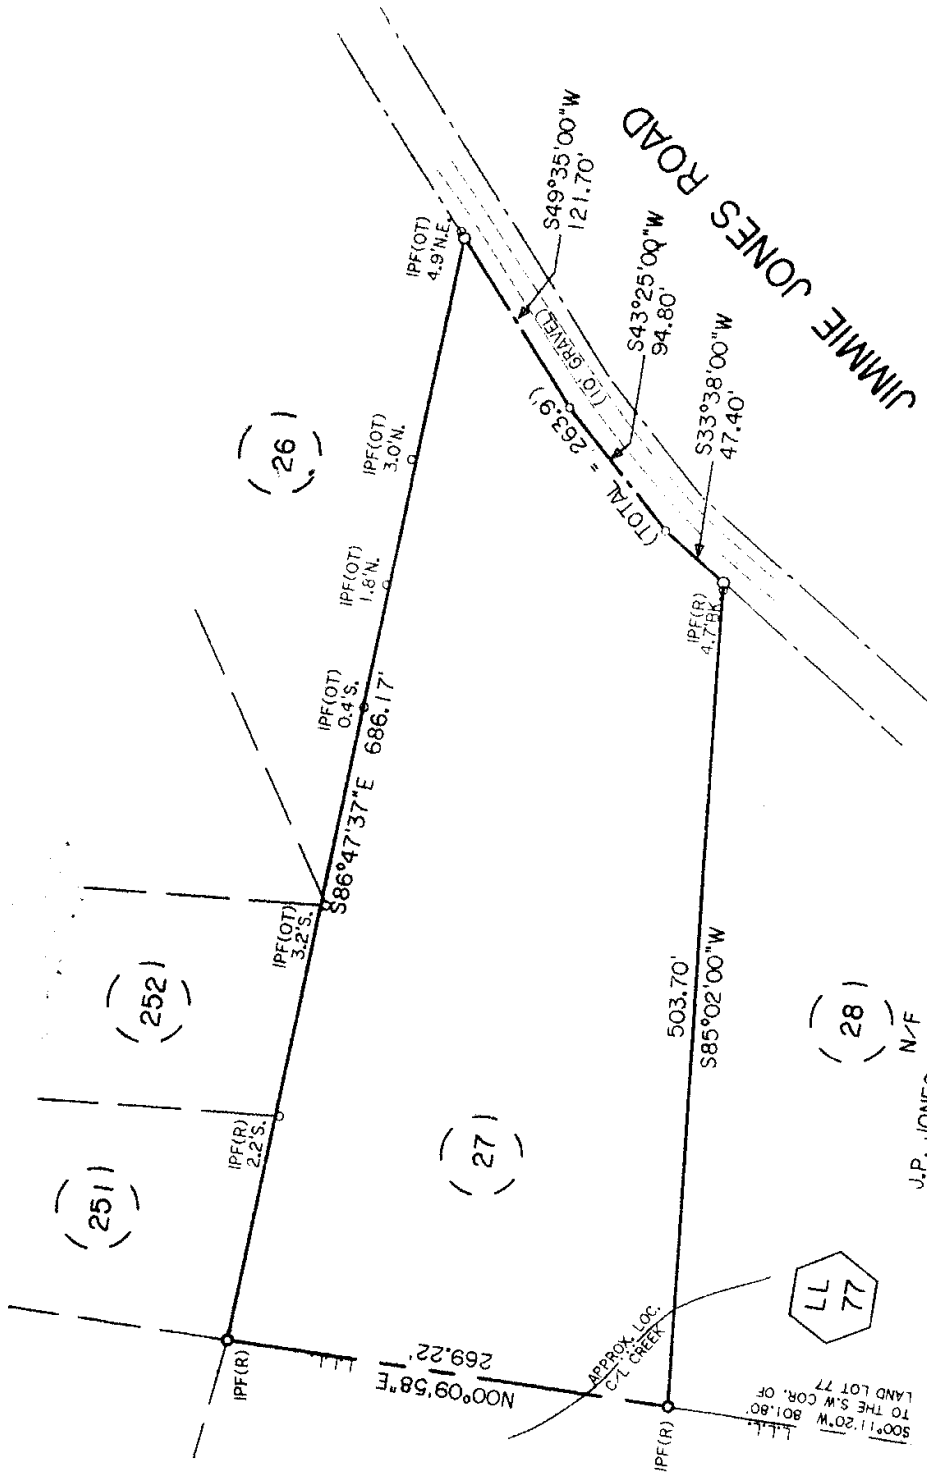 JIMMIE JONES ROAD
S49°35'00"W
121.70'
S43°25'00"W
94.80'
S33°38'00"W
47.40'
(10' GRAVEL)
(TOTAL = 263.9')
IPF(OT)
4.9'N.E.
IPF(OT)
3.0'N.
IPF(OT)
1.8'N.
IPF(OT)
0.4'S.
S86°47'37"E 686.17'
IPF(OT)
3.2'S.
IPF(R)
2.2'S.
IPF(R)
IPF(R)
4.7'BK
(26)
(252)
(251)
(27)
503.70'
S85°02'00"W
(28)
N/F
J.P. JONES
L.L.L.
269.22'
N00°09'58"E
APPROX. LOC.
C/L CREEK
IPF(R)
L.L.L.
S00°11'20"W 801.80'
TO THE S.W. COR. OF
LAND LOT 77
LL
77